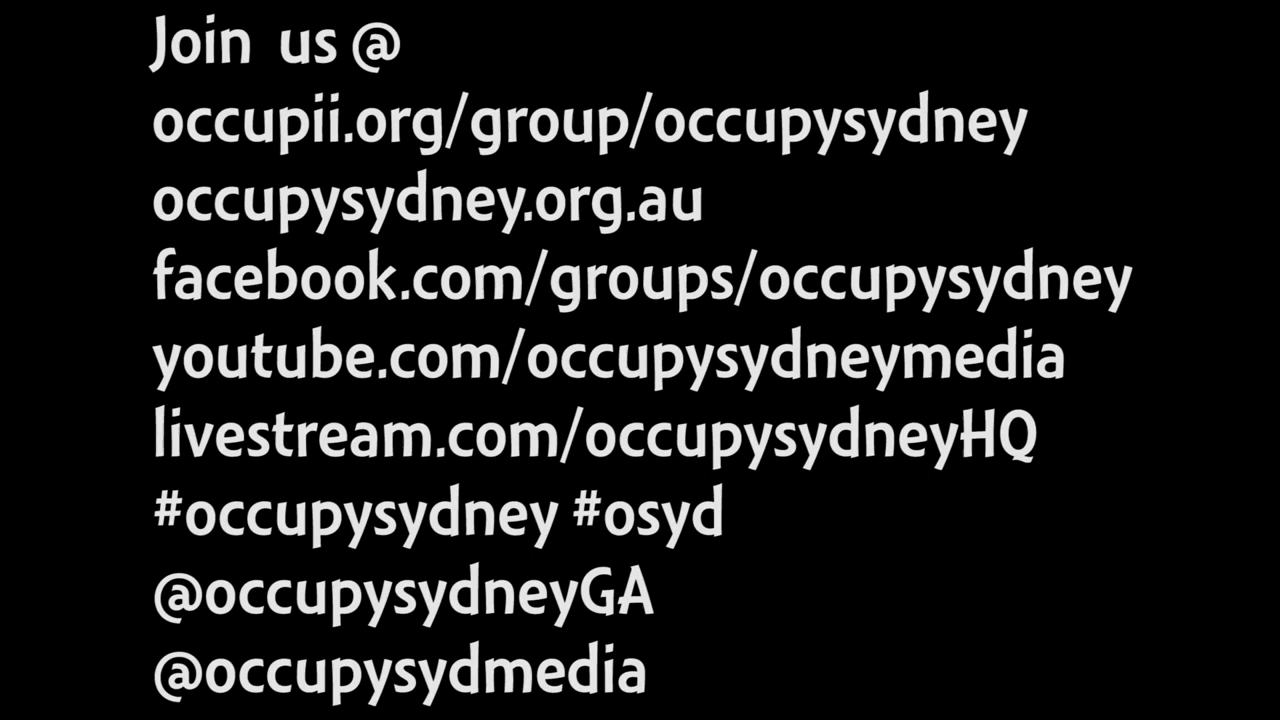 Join us @
occupii.org/group/occupysydney
occupysydney.org.au
facebook.com/groups/occupysydney
youtube.com/occupysydneymedia
livestream.com/occupysydneyHQ
#occupysydney #osyd
@occupysydneyGA
@occupysydmedia